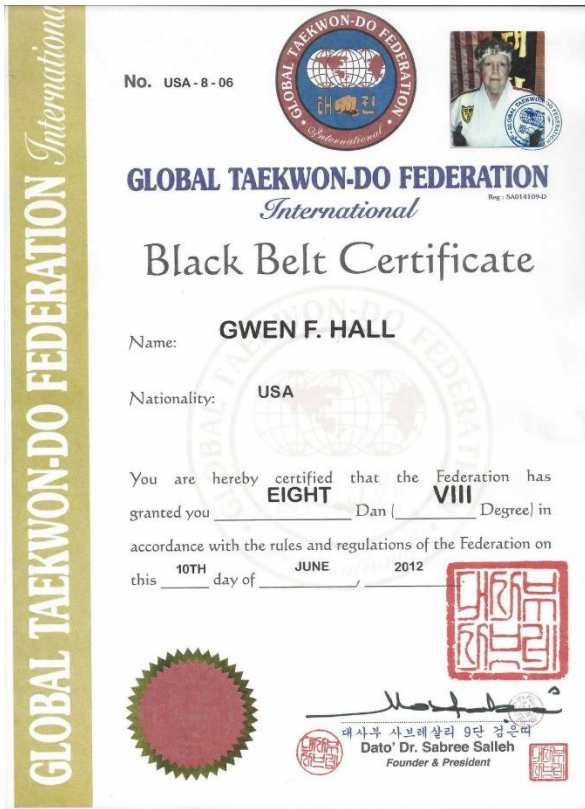 GLOBAL TAEKWON-DO FEDERATION International
No. USA - 8 - 06
GLOBAL TAEKWON-DO FEDERATION
International
태권
GLOBAL TAEKWON-DO FEDERATION
Reg : SA014109-D
International
Black Belt Certificate
Name: GWEN F. HALL
Nationality: USA
You are hereby certified that the Federation has
granted you EIGHT Dan ( VIII Degree) in
accordance with the rules and regulations of the Federation on
this 10TH day of JUNE , 2012
대사부 사브레살리 9단 검은띠
Dato' Dr. Sabree Salleh
Founder & President